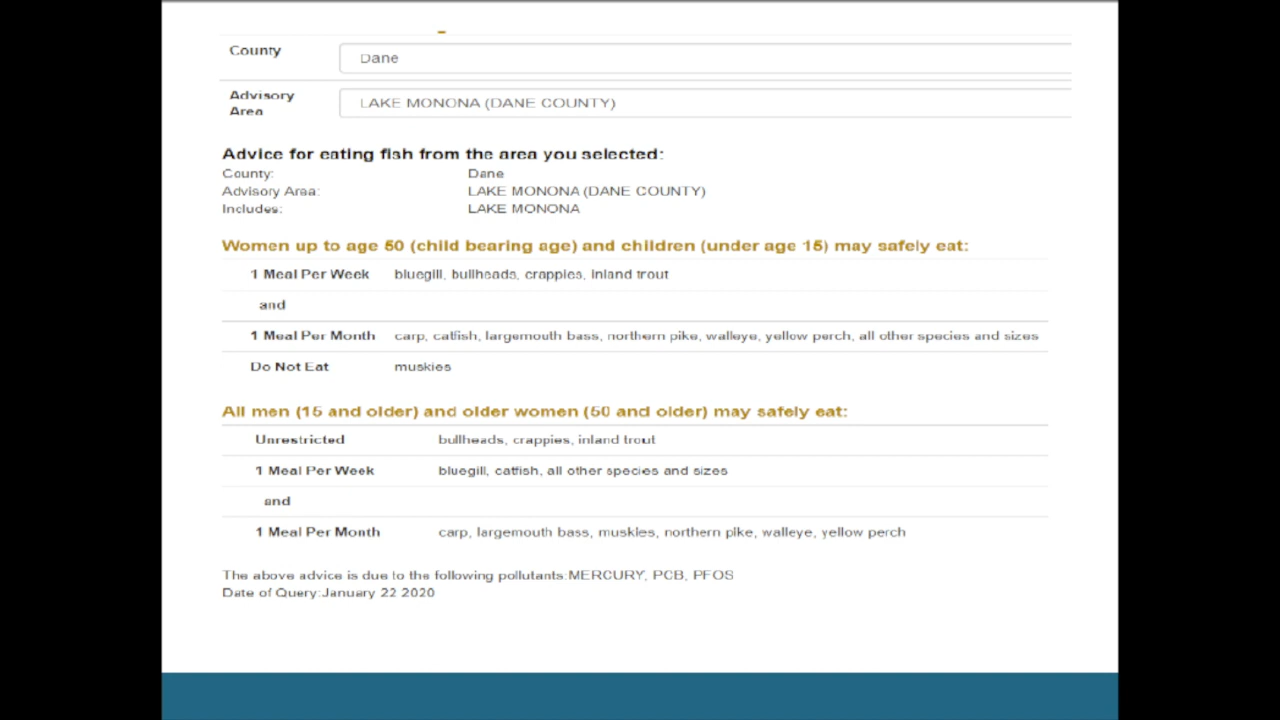 County
Dane
Advisory
Area
LAKE MONONA (DANE COUNTY)
Advice for eating fish from the area you selected:
County: Dane
Advisory Area: LAKE MONONA (DANE COUNTY)
Includes: LAKE MONONA
Women up to age 50 (child bearing age) and children (under age 15) may safely eat:
1 Meal Per Week bluegill, bullheads, crappies, inland trout
and
1 Meal Per Month carp, catfish, largemouth bass, northern pike, walleye, yellow perch, all other species and sizes
Do Not Eat muskies
All men (15 and older) and older women (50 and older) may safely eat:
Unrestricted bullheads, crappies, inland trout
1 Meal Per Week bluegill, catfish, all other species and sizes
and
1 Meal Per Month carp, largemouth bass, muskies, northern pike, walleye, yellow perch
The above advice is due to the following pollutants:MERCURY, PCB, PFOS
Date of Query:January 22 2020